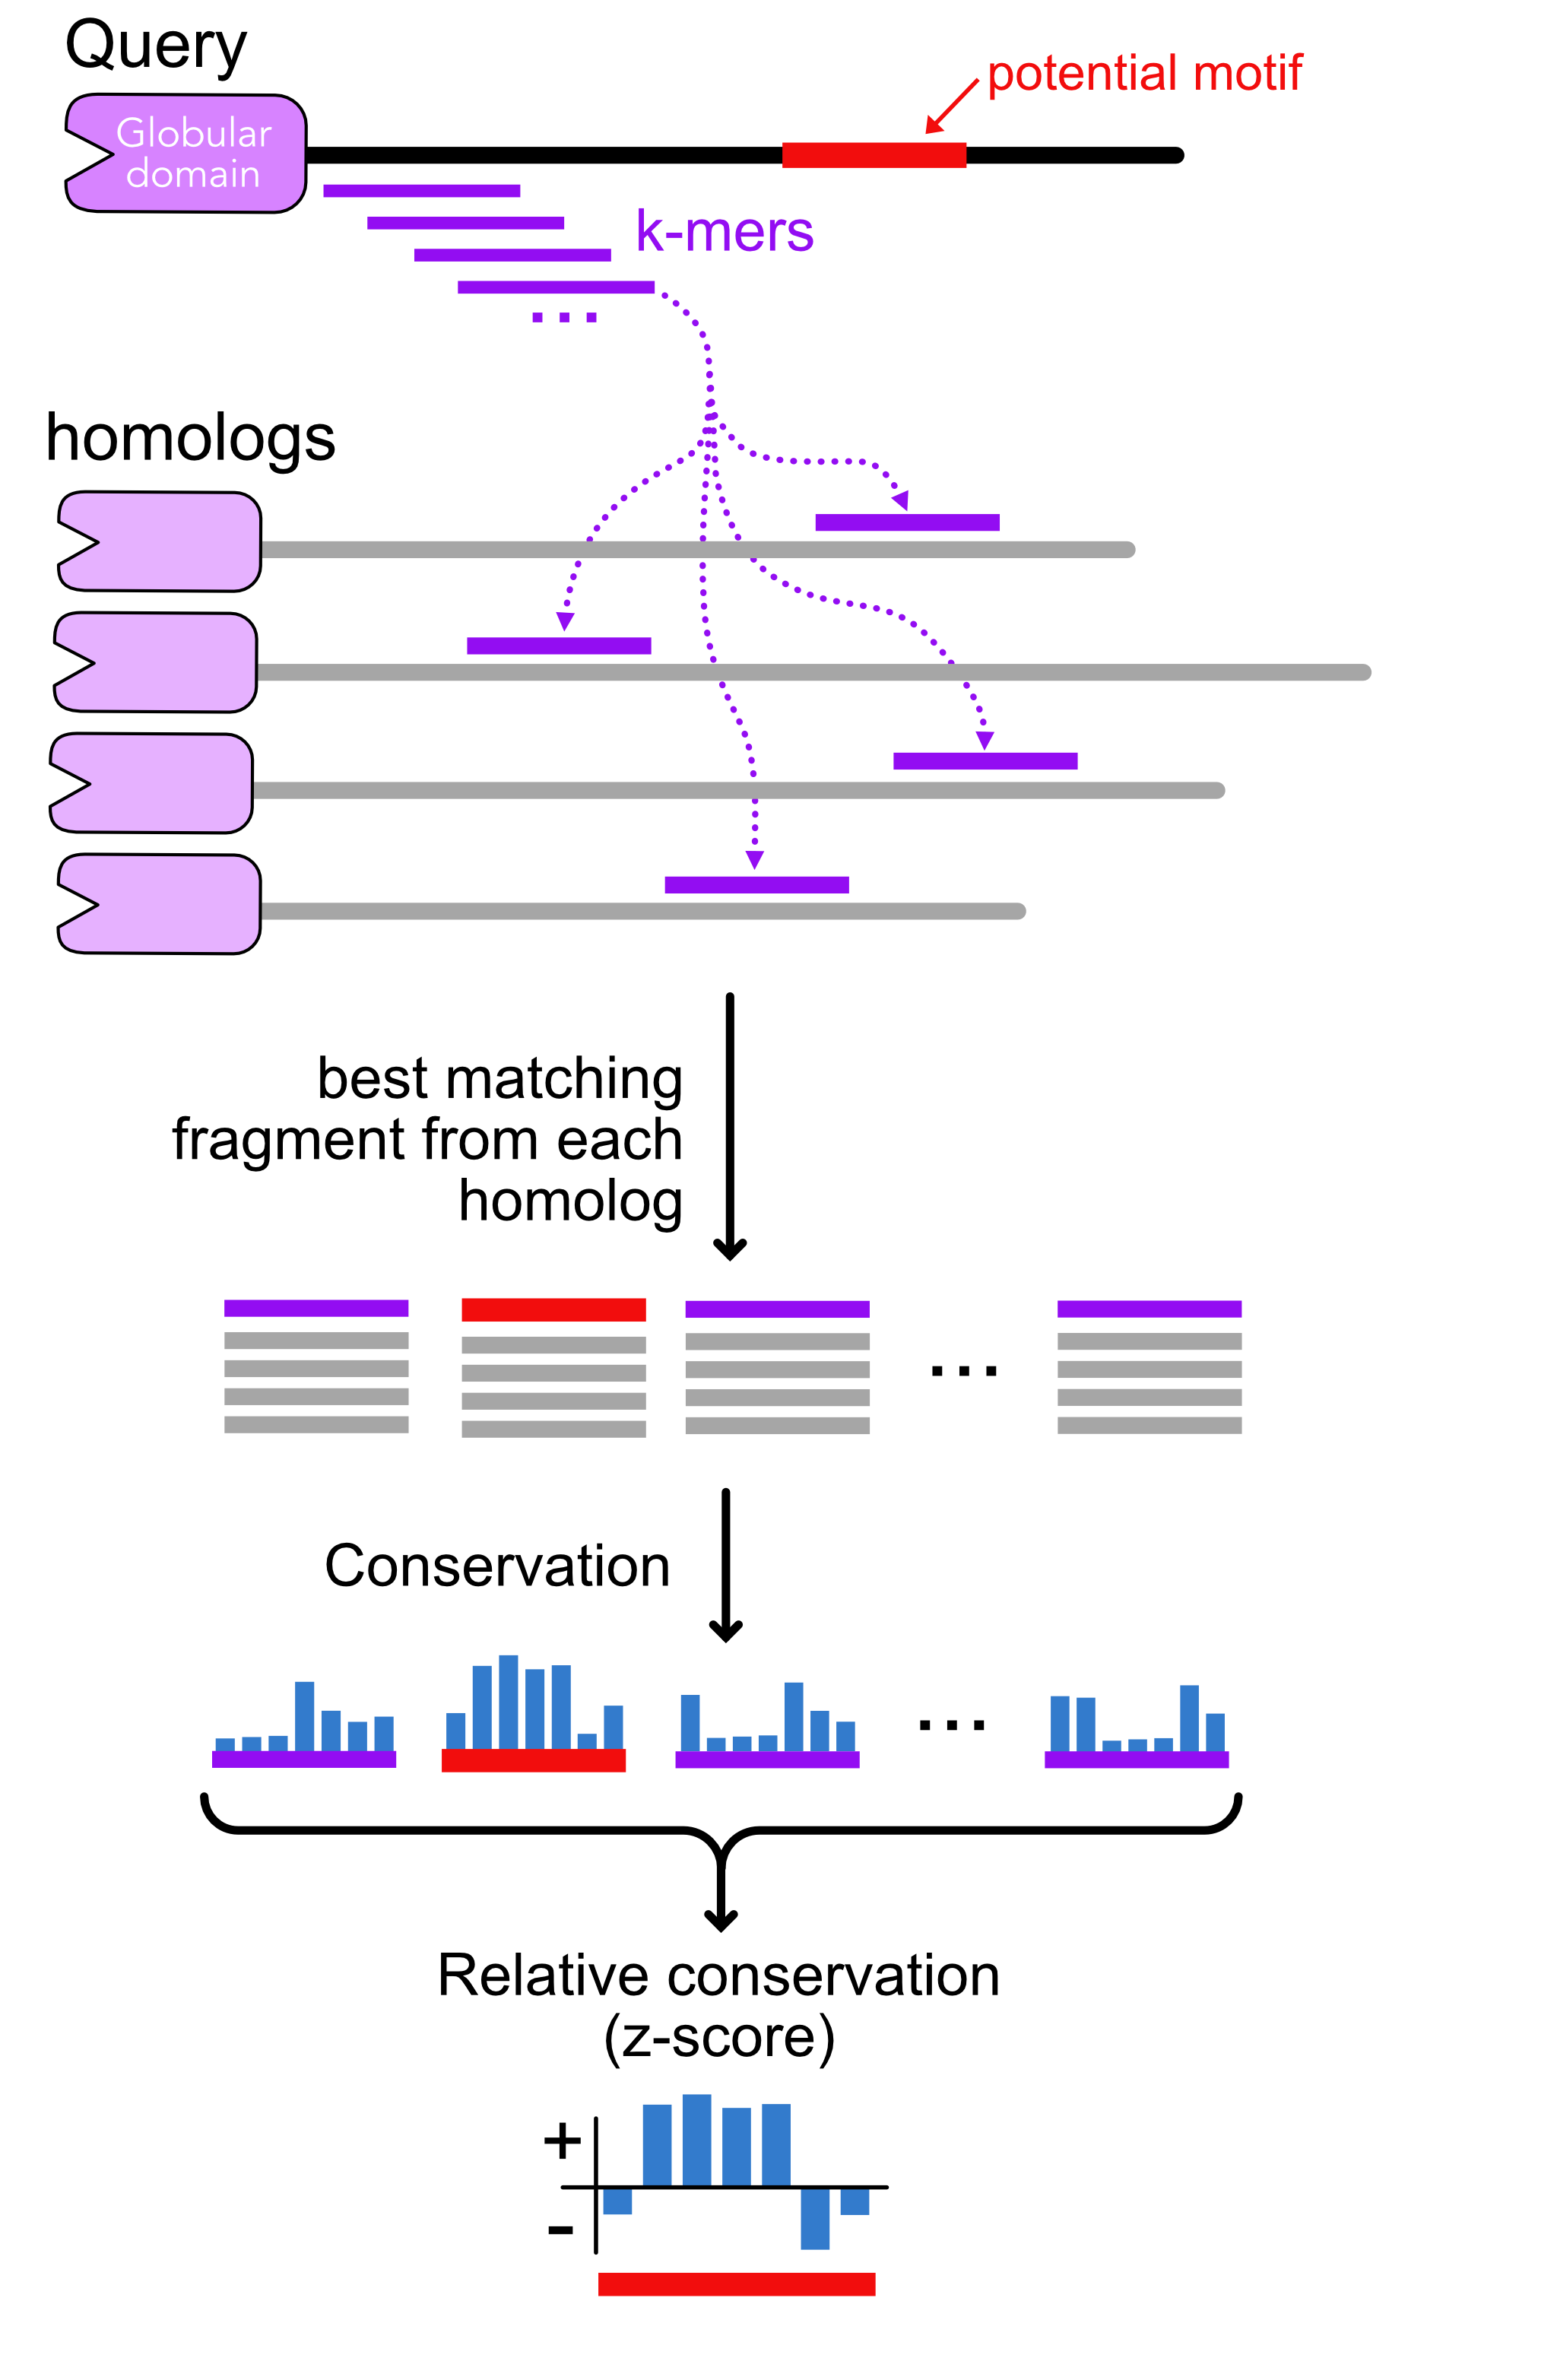 Query
potential motif
Globular
domain
k-mers
...
homologs
best matching
fragment from each
homolog
...
Conservation
...
Relative conservation
(z-score)
+
-